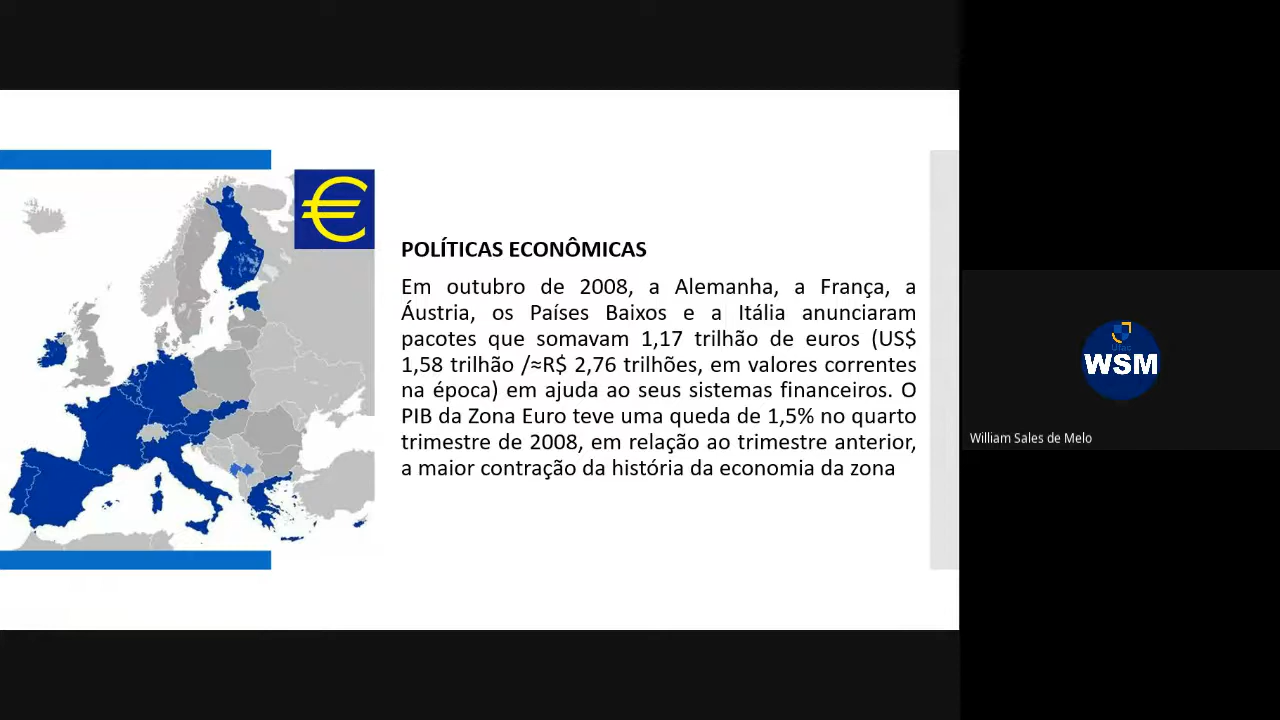 €
POLÍTICAS ECONÔMICAS
Em outubro de 2008, a Alemanha, a França, a
Áustria, os Países Baixos e a Itália anunciaram
pacotes que somavam 1,17 trilhão de euros (US$
1,58 trilhão /≈R$ 2,76 trilhões, em valores correntes
na época) em ajuda ao seus sistemas financeiros. O
PIB da Zona Euro teve uma queda de 1,5% no quarto
trimestre de 2008, em relação ao trimestre anterior,
a maior contração da história da economia da zona
Ufac
WSM
William Sales de Melo